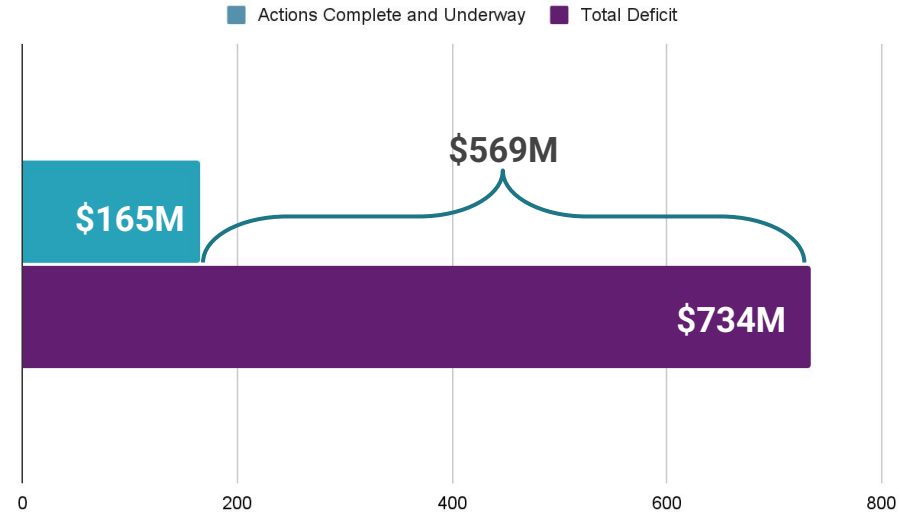 Actions Complete and Underway Total Deficit
$569M
$165M
$734M
0 200 400 600 800